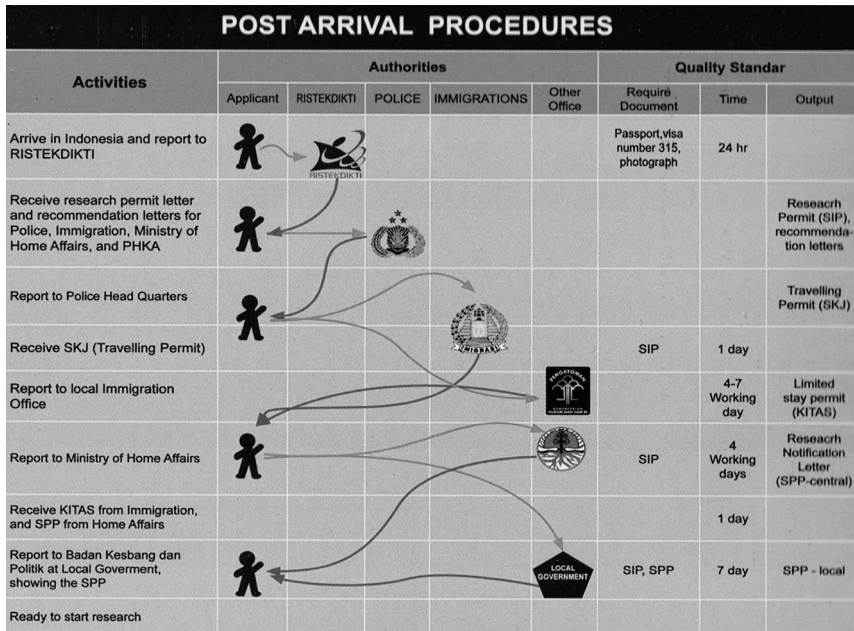 POST ARRIVAL PROCEDURES
Activities
Authorities
Quality Standar
Applicant
RISTEKDIKTI
POLICE
IMMIGRATIONS
Other
Office
Require
Document
Time
Output
Arrive in Indonesia and report to
RISTEKDIKTI
RISTEKDIKTI
Passport,visa
number 315,
photograph
24 hr
Receive research permit letter
and recommendation letters for
Police, Immigration, Ministry of
Home Affairs, and PHKA
Reseacrh
Permit (SIP),
recommenda-
tion letters
Report to Police Head Quarters
Travelling
Permit (SKJ)
IMIGRASI
Receive SKJ (Travelling Permit)
SIP
1 day
Report to local Immigration
Office
PENGAYOMAN
4-7
Working
day
Limited
stay permit
(KITAS)
Report to Ministry of Home Affairs
SIP
4
Working
days
Reseacrh
Notification
Letter
(SPP-central)
Receive KITAS from Immigration,
and SPP from Home Affairs
1 day
Report to Badan Kesbang dan
Politik at Local Goverment,
showing the SPP
LOCAL
GOVERNMENT
SIP, SPP
7 day
SPP - local
Ready to start research